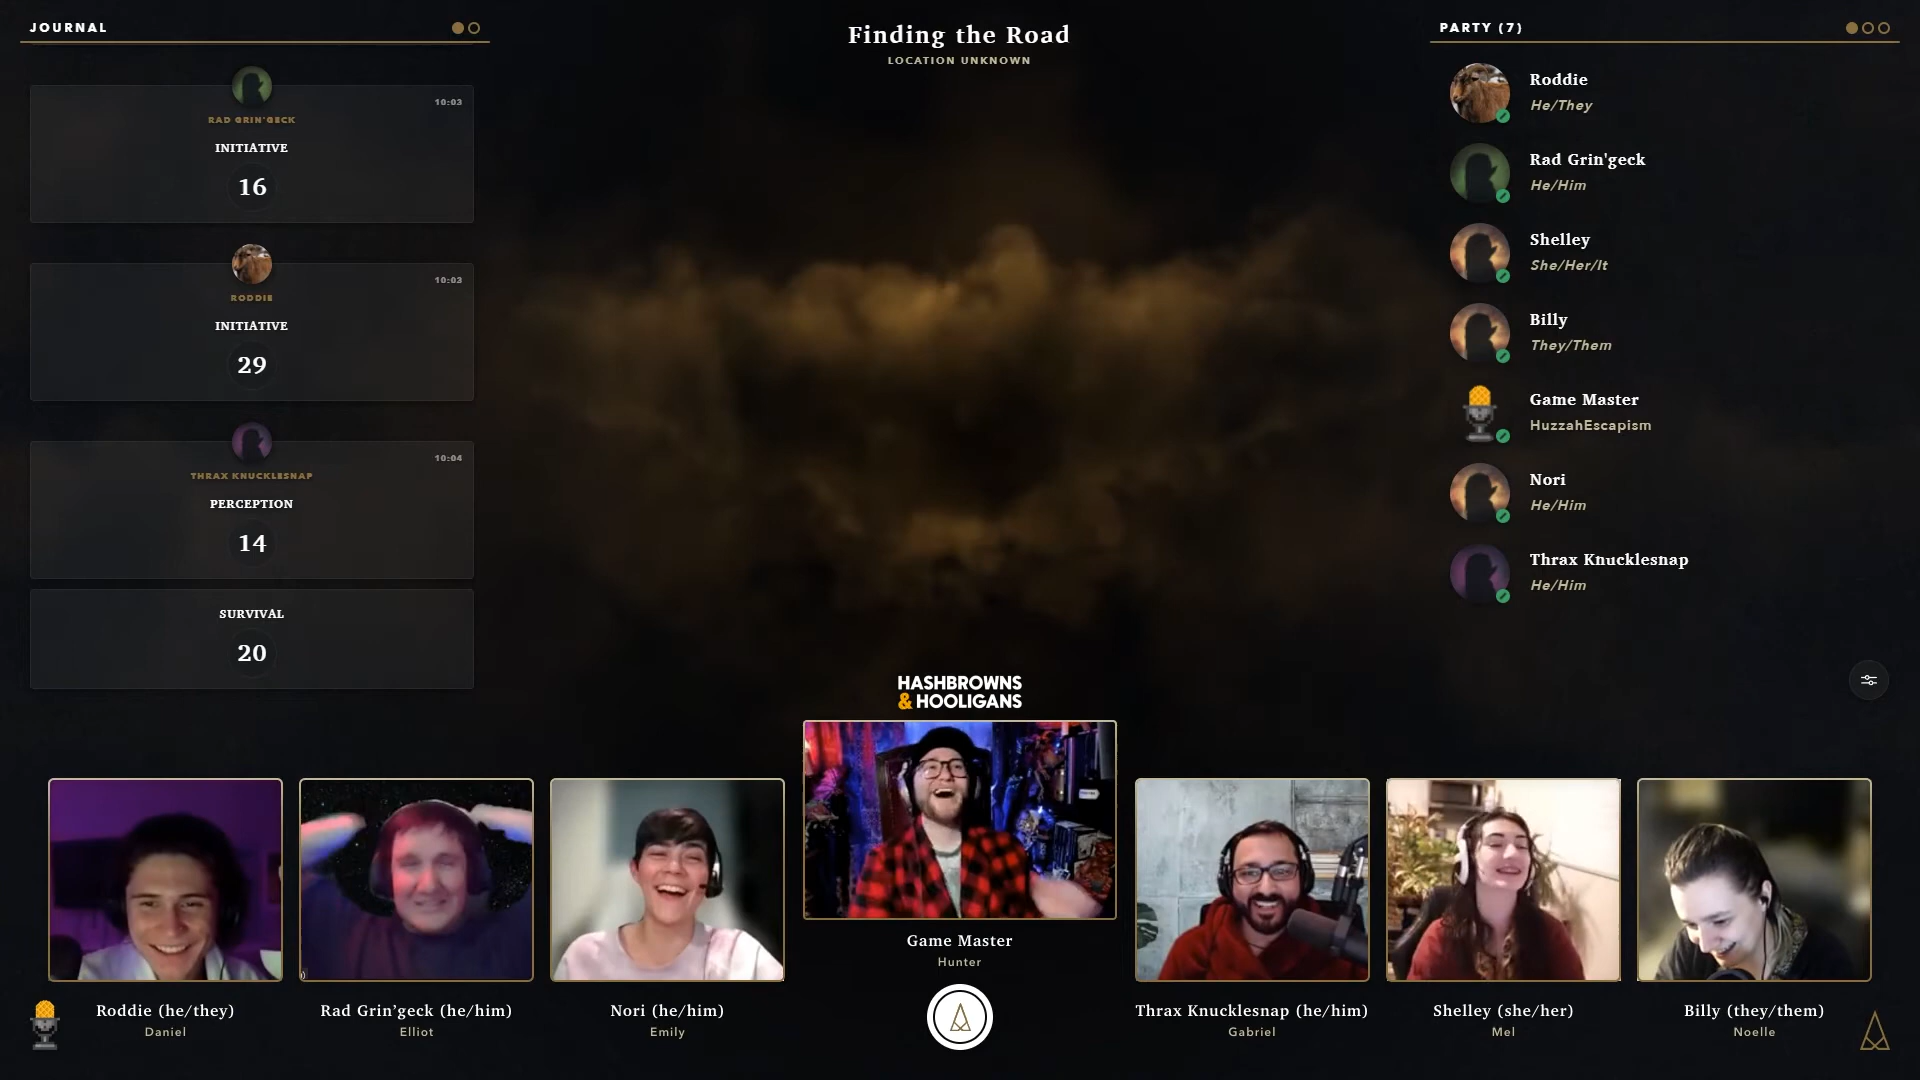 JOURNAL
Finding the Road
LOCATION UNKNOWN
PARTY (7)
10:03
RAD GRIN'GECK
INITIATIVE
16
10:03
RODDIE
INITIATIVE
29
10:04
THRAX KNUCKLESNAP
PERCEPTION
14
SURVIVAL
20
Roddie
He/They
Rad Grin'geck
He/Him
Shelley
She/Her/It
Billy
They/Them
Game Master
HuzzahEscapism
Nori
He/Him
Thrax Knucklesnap
He/Him
HASHBROWNS
& HOOLIGANS
Game Master
Hunter
Roddie (he/they)
Daniel
Rad Grin’geck (he/him)
Elliot
Nori (he/him)
Emily
Thrax Knucklesnap (he/him)
Gabriel
Shelley (she/her)
Mel
Billy (they/them)
Noelle